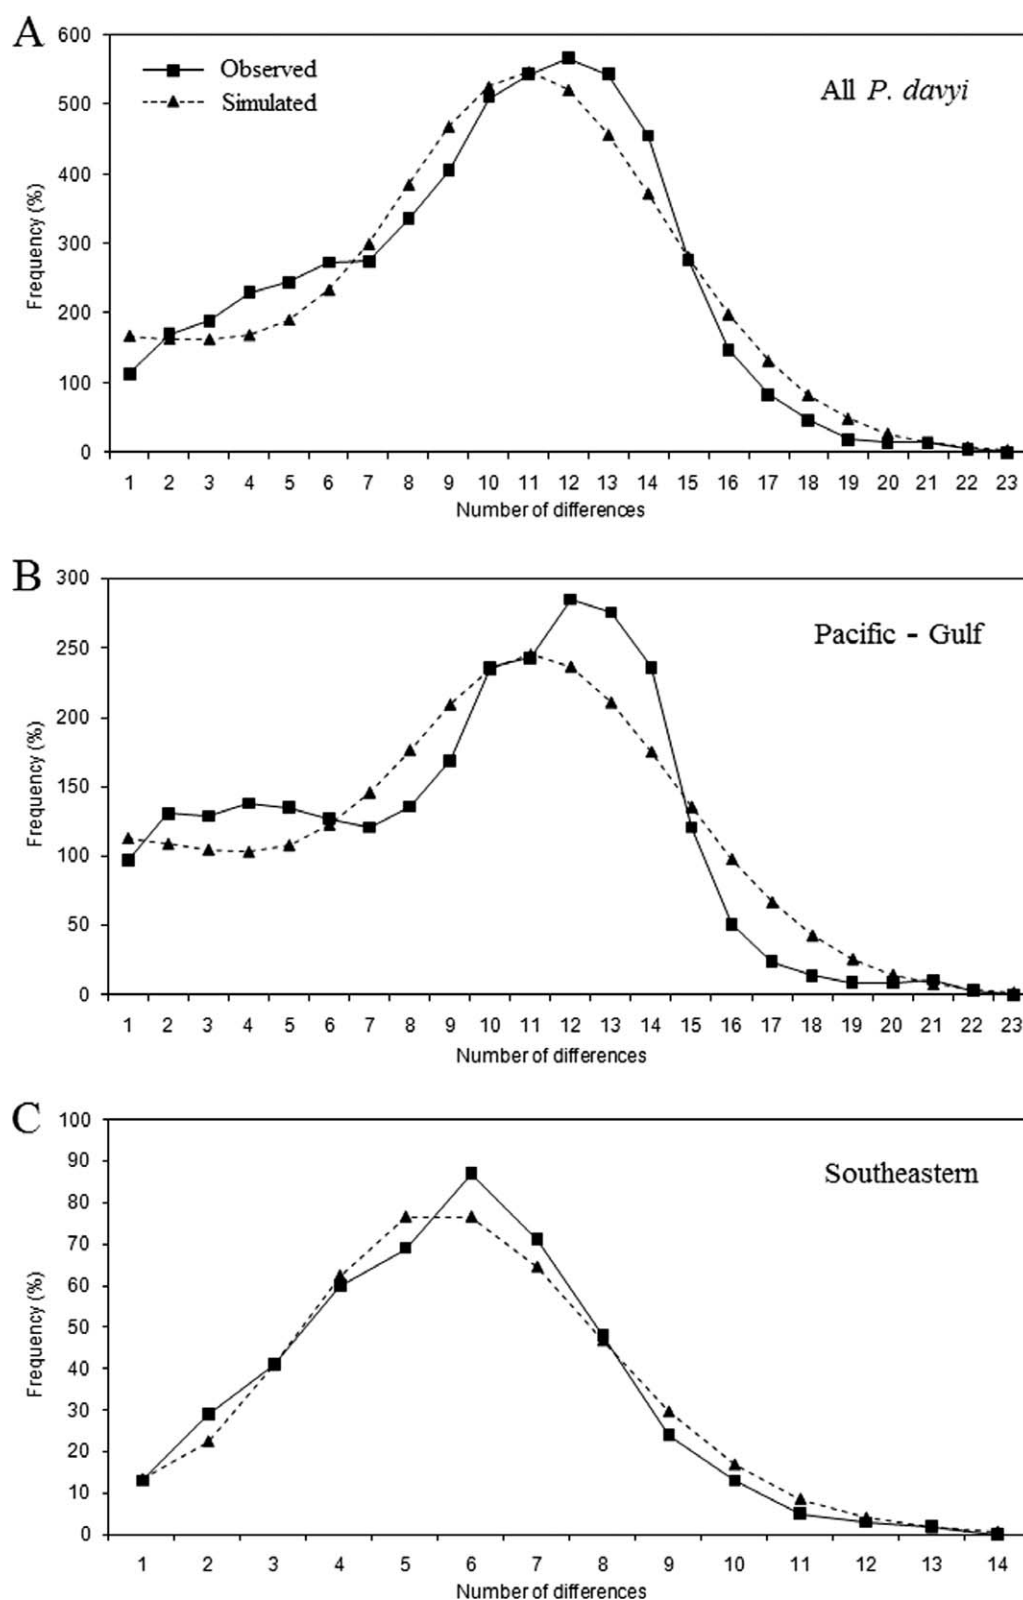 A
600
500
400
300
200
100
0
Frequency (%)
Observed
Simulated
All P. davyi
1 2 3 4 5 6 7 8 9 10 11 12 13 14 15 16 17 18 19 20 21 22 23
Number of differences
B
300
250
200
150
100
50
0
Frequency (%)
Pacific - Gulf
1 2 3 4 5 6 7 8 9 10 11 12 13 14 15 16 17 18 19 20 21 22 23
Number of differences
C
100
90
80
70
60
50
40
30
20
10
0
Frequency (%)
Southeastern
1 2 3 4 5 6 7 8 9 10 11 12 13 14
Number of differences